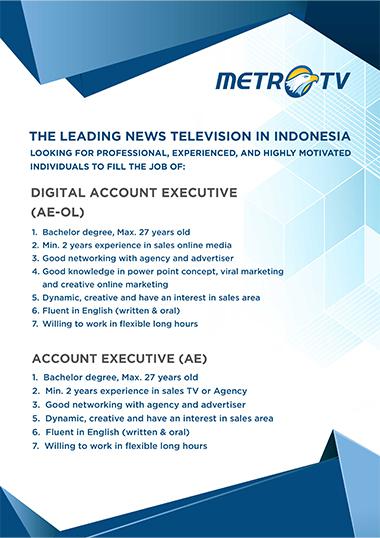 METRO TV
THE LEADING NEWS TELEVISION IN INDONESIA
LOOKING FOR PROFESSIONAL, EXPERIENCED, AND HIGHLY MOTIVATED
INDIVIDUALS TO FILL THE JOB OF:
DIGITAL ACCOUNT EXECUTIVE
(AE-OL)
1. Bachelor degree, Max. 27 years old
2. Min. 2 years experience in sales online media
3. Good networking with agency and advertiser
4. Good knowledge in power point concept, viral marketing
and creative online marketing
5. Dynamic, creative and have an interest in sales area
6. Fluent in English (written & oral)
7. Willing to work in flexible long hours
ACCOUNT EXECUTIVE (AE)
1. Bachelor degree, Max. 27 years old
2. Min. 2 years experience in sales TV or Agency
3. Good networking with agency and advertiser
5. Dynamic, creative and have an interest in sales area
6. Fluent in English (written & oral)
7. Willing to work in flexible long hours